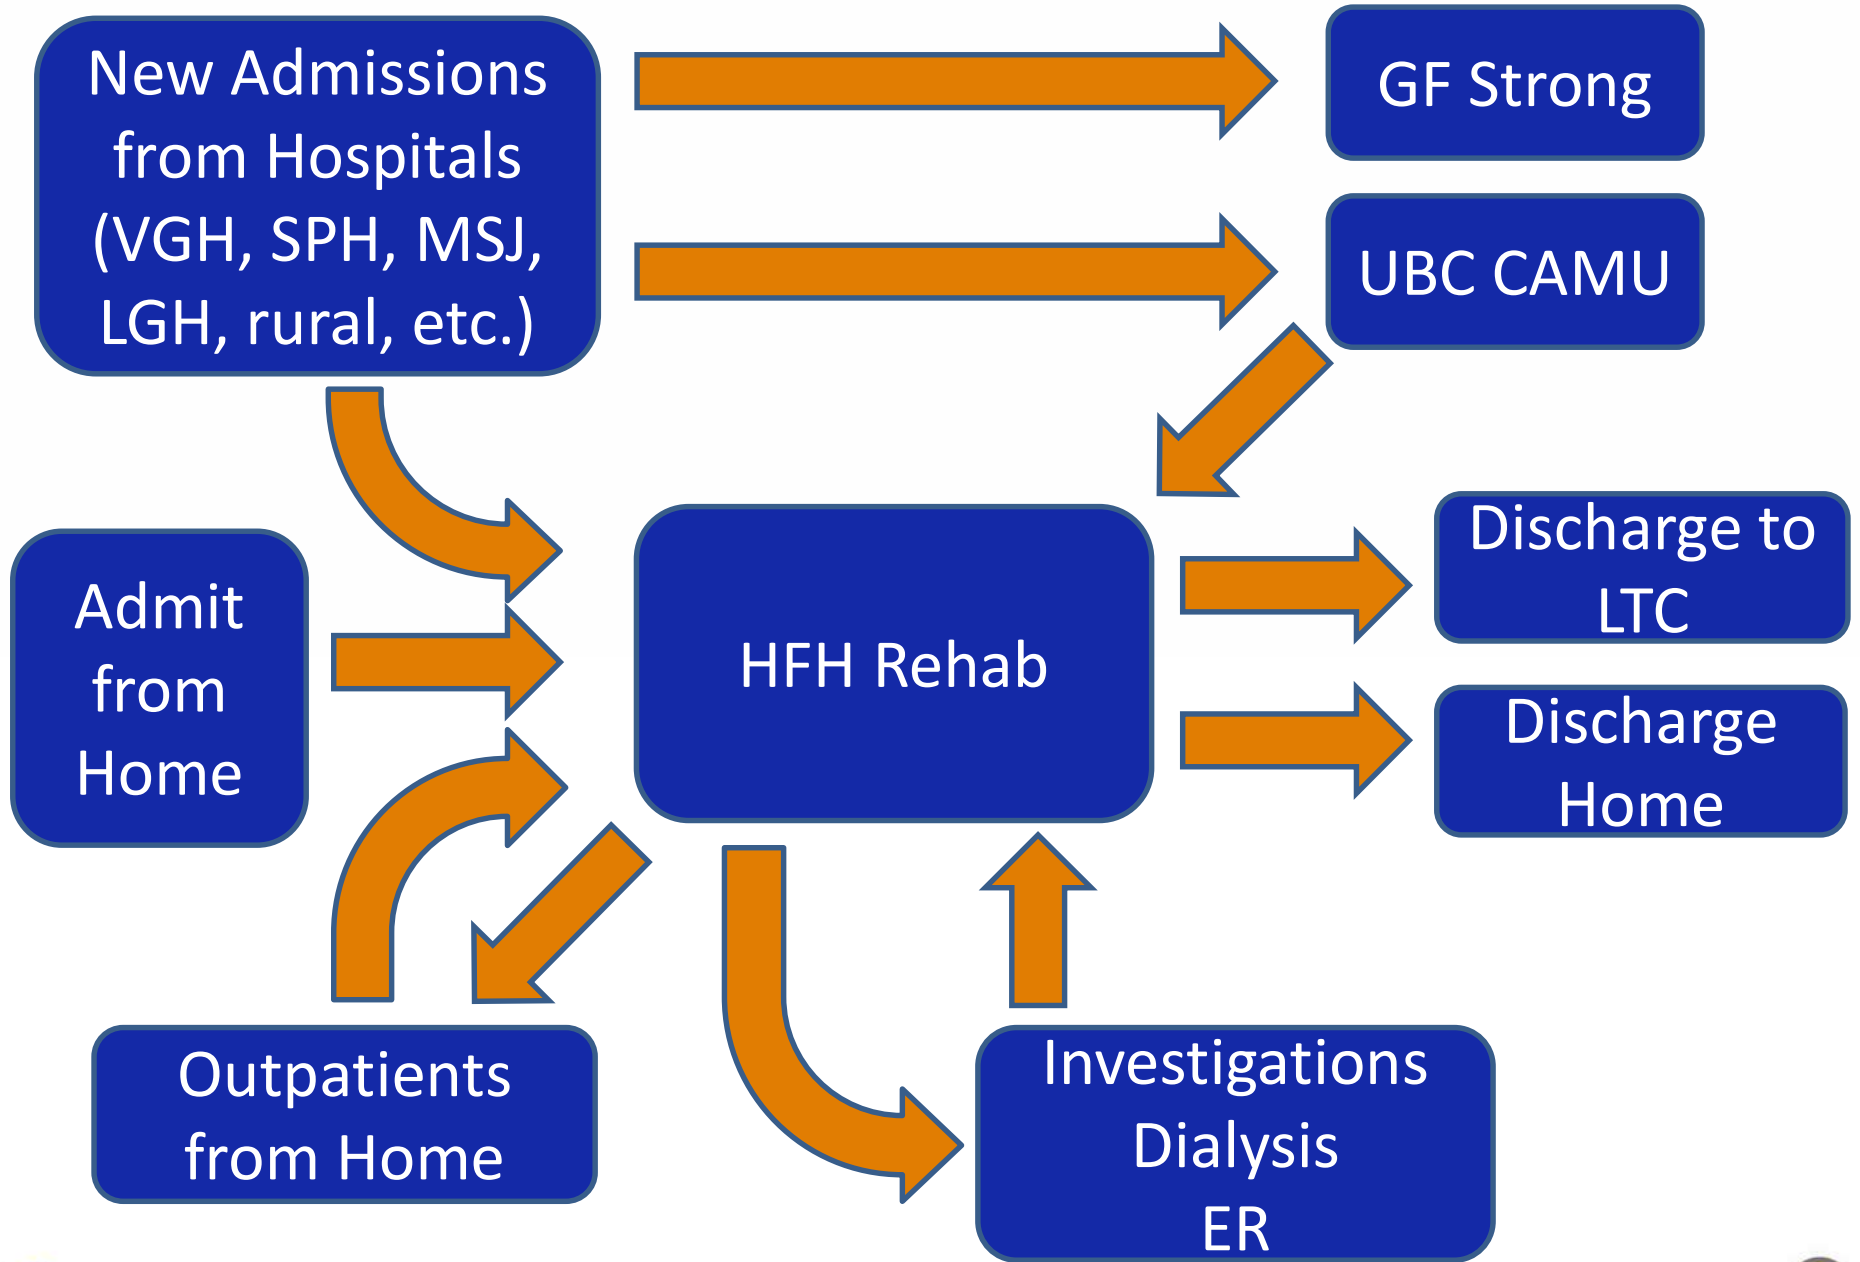 New Admissions
from Hospitals
(VGH, SPH, MSJ,
LGH, rural, etc.)
GF Strong
UBC CAMU
Admit
from
Home
HFH Rehab
Discharge to
LTC
Discharge
Home
Outpatients
from Home
Investigations
Dialysis
ER